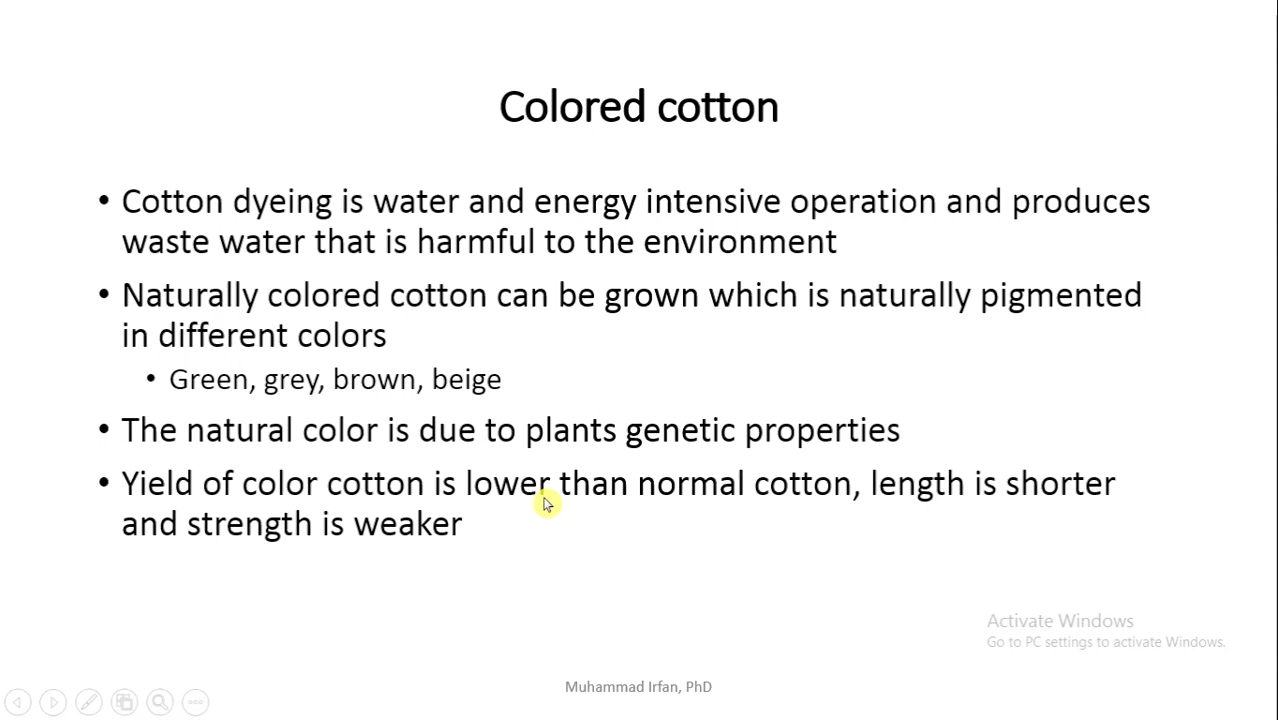 Colored cotton
• Cotton dyeing is water and energy intensive operation and produces
waste water that is harmful to the environment
• Naturally colored cotton can be grown which is naturally pigmented
in different colors
• Green, grey, brown, beige
• The natural color is due to plants genetic properties
• Yield of color cotton is lower than normal cotton, length is shorter
and strength is weaker
Activate Windows
Go to PC settings to activate Windows.
Muhammad Irfan, PhD